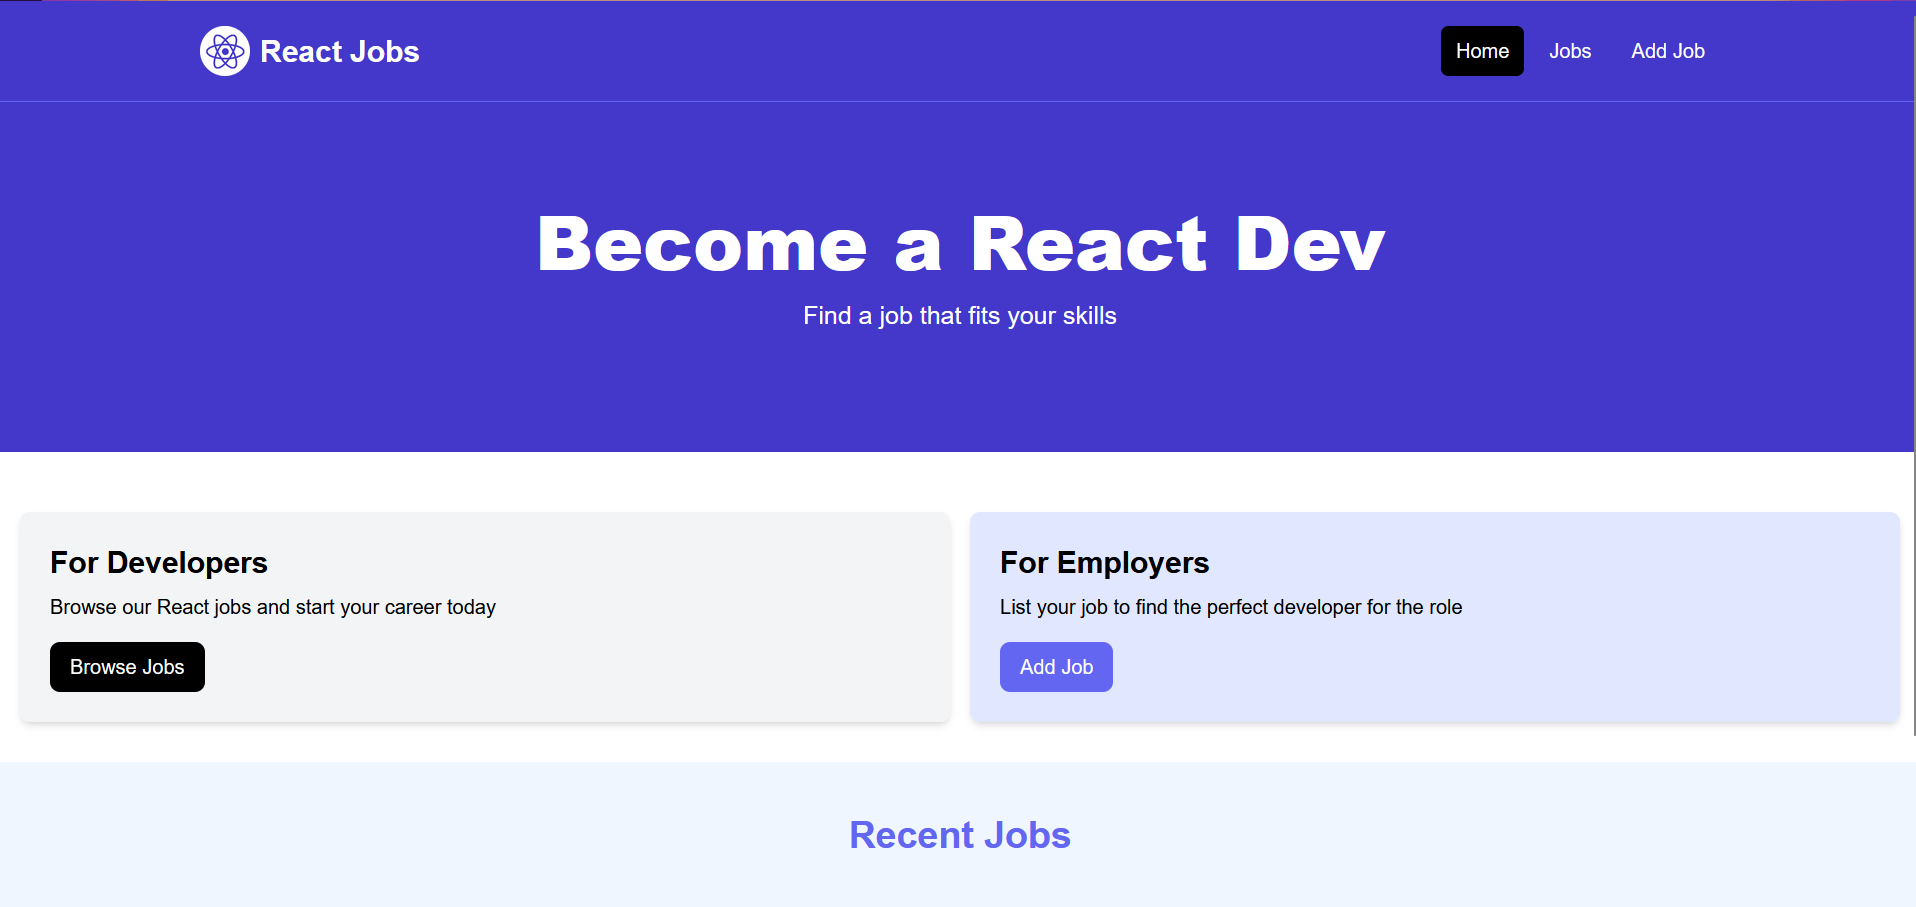 React Jobs
Home Jobs Add Job
Become a React Dev
Find a job that fits your skills
For Developers
Browse our React jobs and start your career today
Browse Jobs
For Employers
List your job to find the perfect developer for the role
Add Job
Recent Jobs